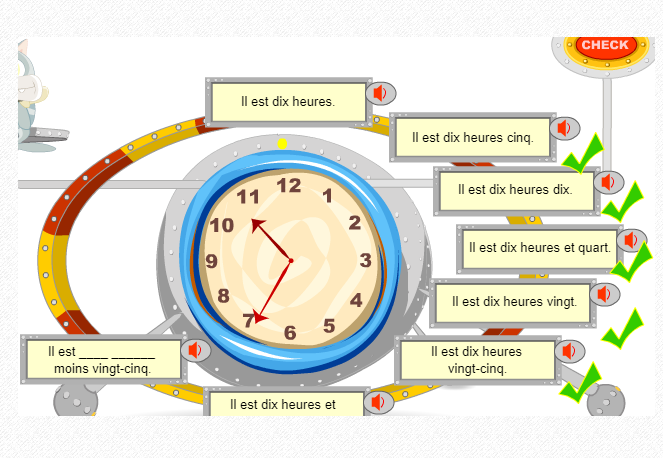 CHECK
Il est dix heures.
Il est dix heures cinq.
Il est dix heures dix.
Il est dix heures et quart.
Il est dix heures vingt.
Il est dix heures
vingt-cinq.
Il est dix heures et
Il est ____ ______
moins vingt-cinq.
12
1
2
3
4
5
6
7
8
9
10
11